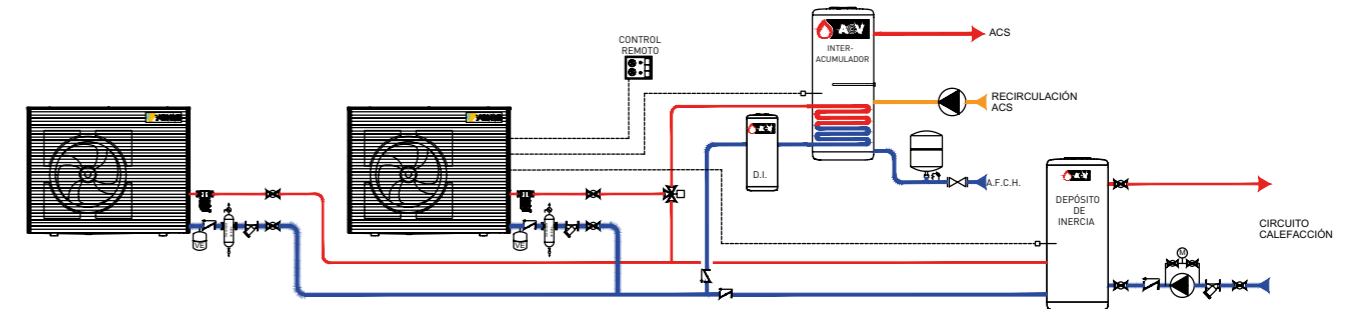 CONTROL
REMOTO
ACV
INTER-
ACUMULADOR
ACS
RECIRCULACIÓN
ACS
ACV
D.I.
A.F.C.H.
ACV
DEPÓSITO
DE
INERCIA
CIRCUITO
CALEFACCIÓN
M
VE
VE